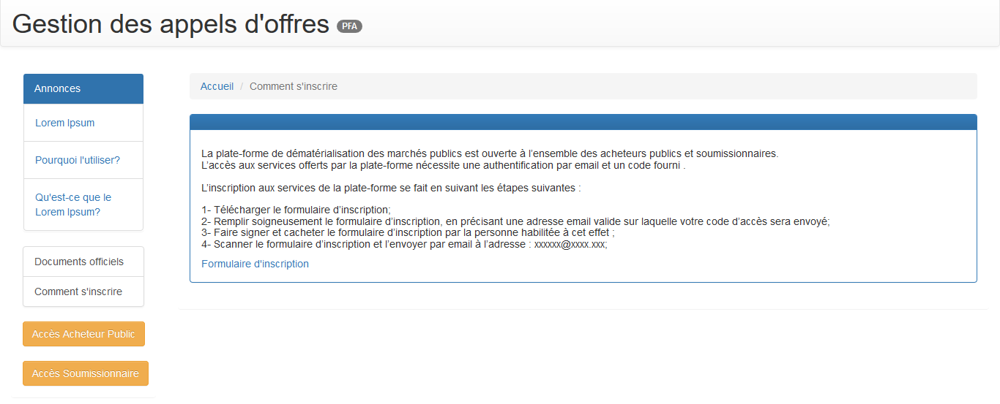 Gestion des appels d'offres PFA
Annonces
Lorem Ipsum
Pourquoi l'utiliser?
Qu'est-ce que le
Lorem Ipsum?
Documents officiels
Comment s'inscrire
Accès Acheteur Public
Accès Soumissionnaire
Accueil / Comment s'inscrire
La plate-forme de dématérialisation des marchés publics est ouverte à l’ensemble des acheteurs publics et soumissionnaires.
L’accès aux services offerts par la plate-forme nécessite une authentification par email et un code fourni .
L’inscription aux services de la plate-forme se fait en suivant les étapes suivantes :
1- Télécharger le formulaire d’inscription;
2- Remplir soigneusement le formulaire d’inscription, en précisant une adresse email valide sur laquelle votre code d’accès sera envoyé;
3- Faire signer et cacheter le formulaire d’inscription par la personne habilitée à cet effet ;
4- Scanner le formulaire d’inscription et l’envoyer par email à l’adresse : xxxxxx@xxxx.xxx;
Formulaire d'inscription